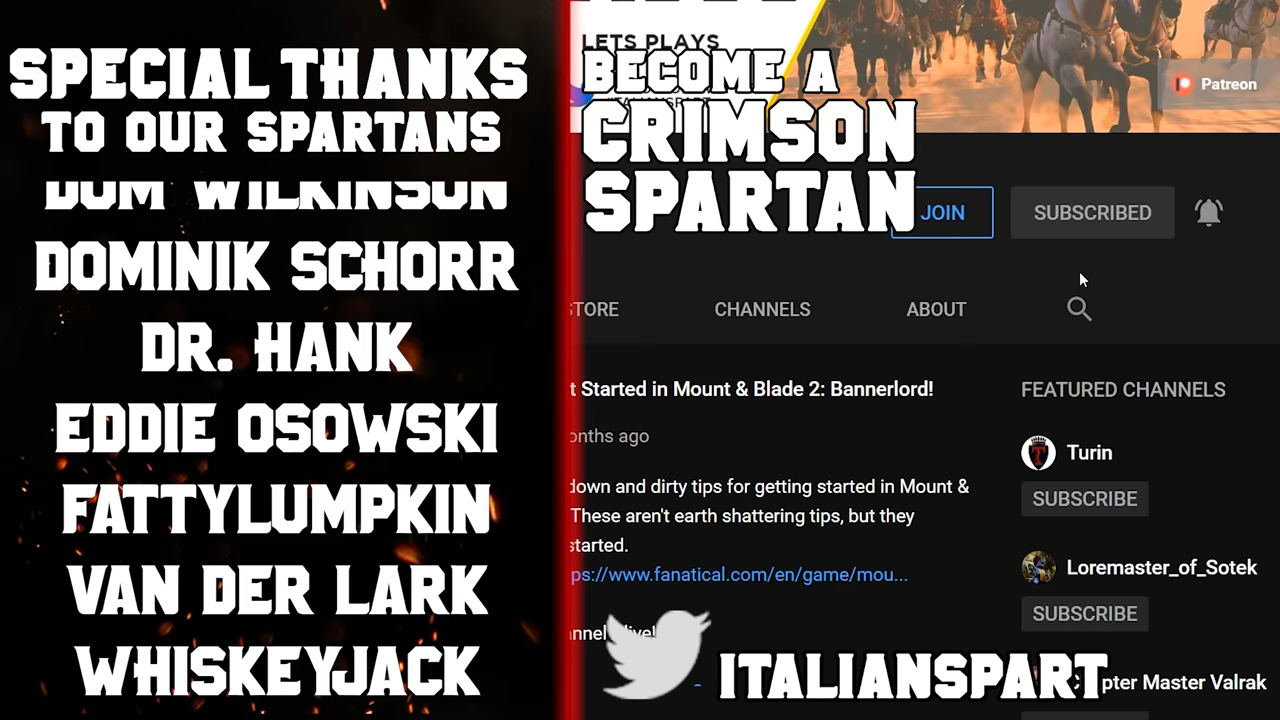 SPECIAL THANKS
TO OUR SPARTANS
DOM WILKINSON
DOMINIK SCHORR
DR. HANK
EDDIE OSOWSKI
FATTYLUMPKIN
VAN DER LARK
WHISKEYJACK
LETS PLAYS
BECOME A
CRIMSON
SPARTAN
Patreon
JOIN
SUBSCRIBED
STORE
CHANNELS
ABOUT
Started in Mount & Blade 2: Bannerlord!
ago
down and dirty tips for getting started in Mount &
These aren't earth shattering tips, but they
started.
ps://www.fanatical.com/en/game/mou...
FEATURED CHANNELS
Turin
SUBSCRIBE
Loremaster_of_Sotek
SUBSCRIBE
Master Valrak
ITALIANSPART